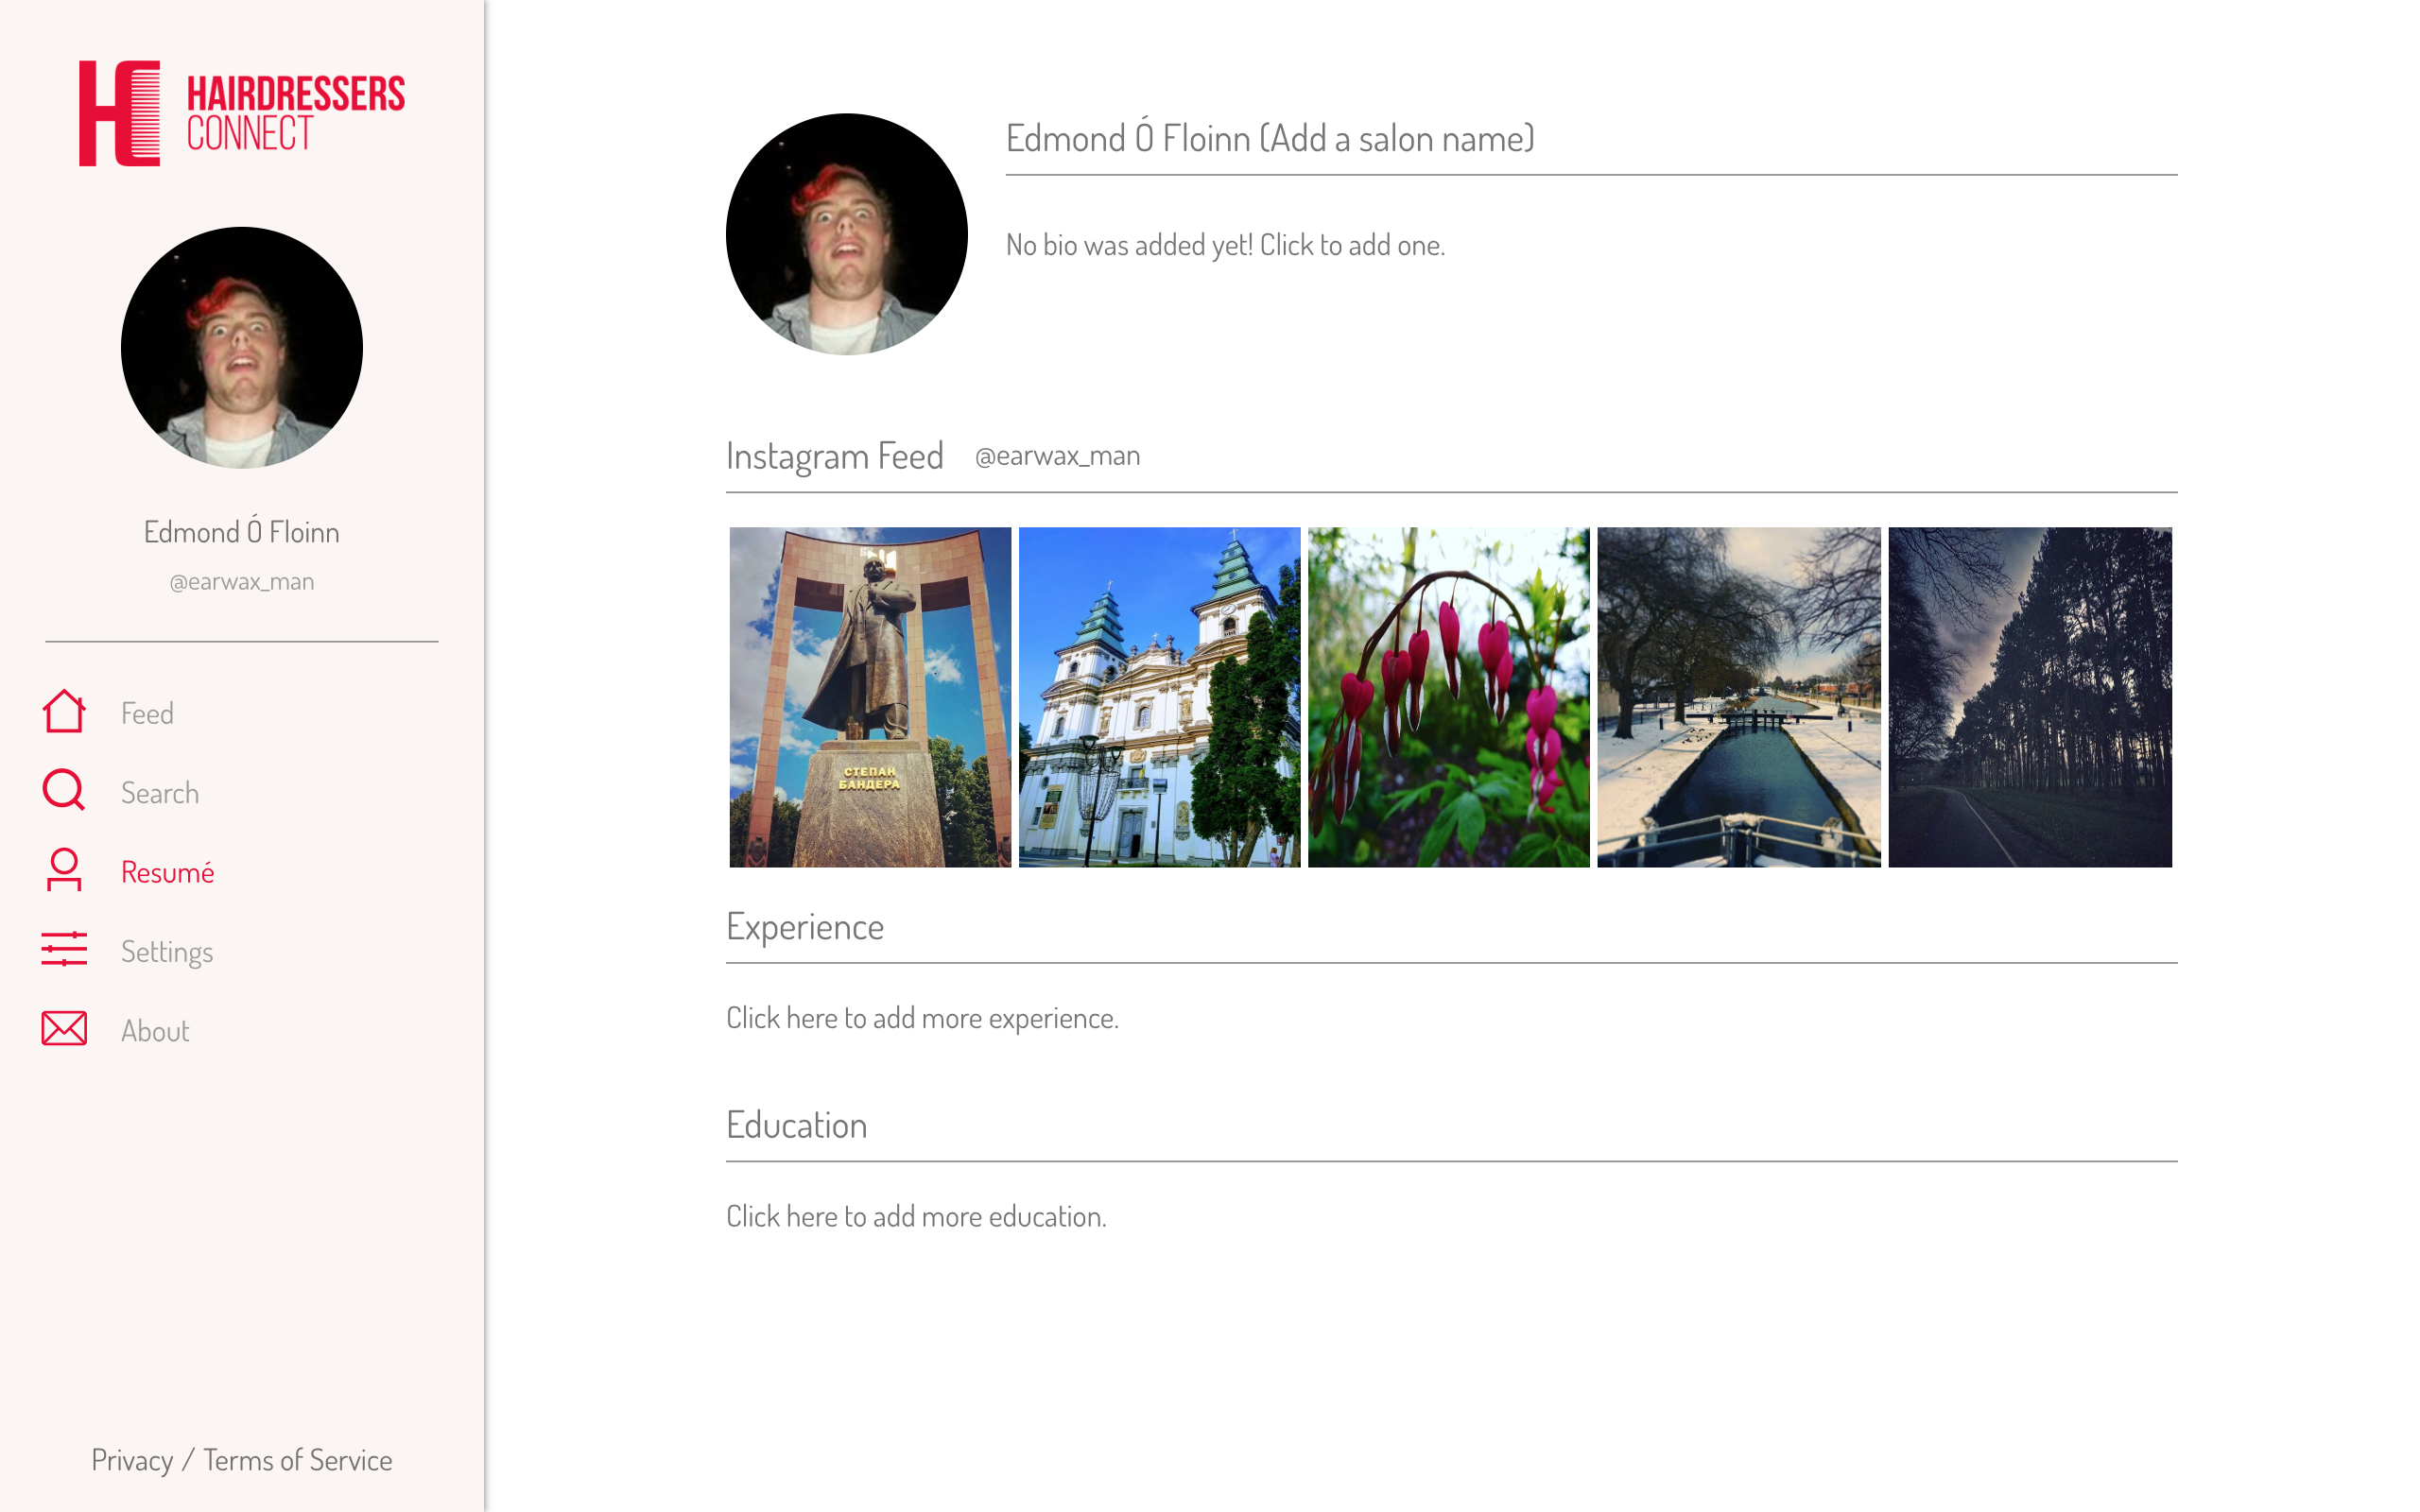 HAIRDRESSERS
CONNECT
Edmond Ó Floinn
@earwax_man
Feed
Search
Resumé
Settings
About
Privacy / Terms of Service
Edmond Ó Floinn (Add a salon name)
No bio was added yet! Click to add one.
Instagram Feed @earwax_man
СТЕПАН
БАНДЕРА
Experience
Click here to add more experience.
Education
Click here to add more education.